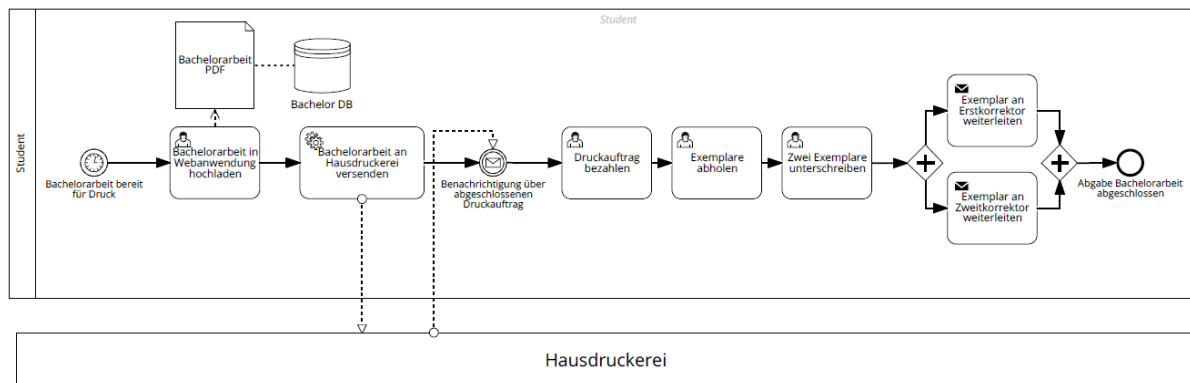 Student
Student
Bachelorarbeit
PDF
Bachelor DB
Bachelorarbeit bereit
für Druck
Bachelorarbeit in
Webanwendung
hochladen
Bachelorarbeit an
Hausdruckerei
versenden
Benachrichtigung über
abgeschlossenen
Druckauftrag
Druckauftrag
bezahlen
Exemplare
abholen
Zwei Exemplare
unterschreiben
Exemplar an
Erstkorrektor
weiterleiten
Exemplar an
Zweitkorrektor
weiterleiten
Abgabe Bachelorarbeit
abgeschlossen
Hausdruckerei